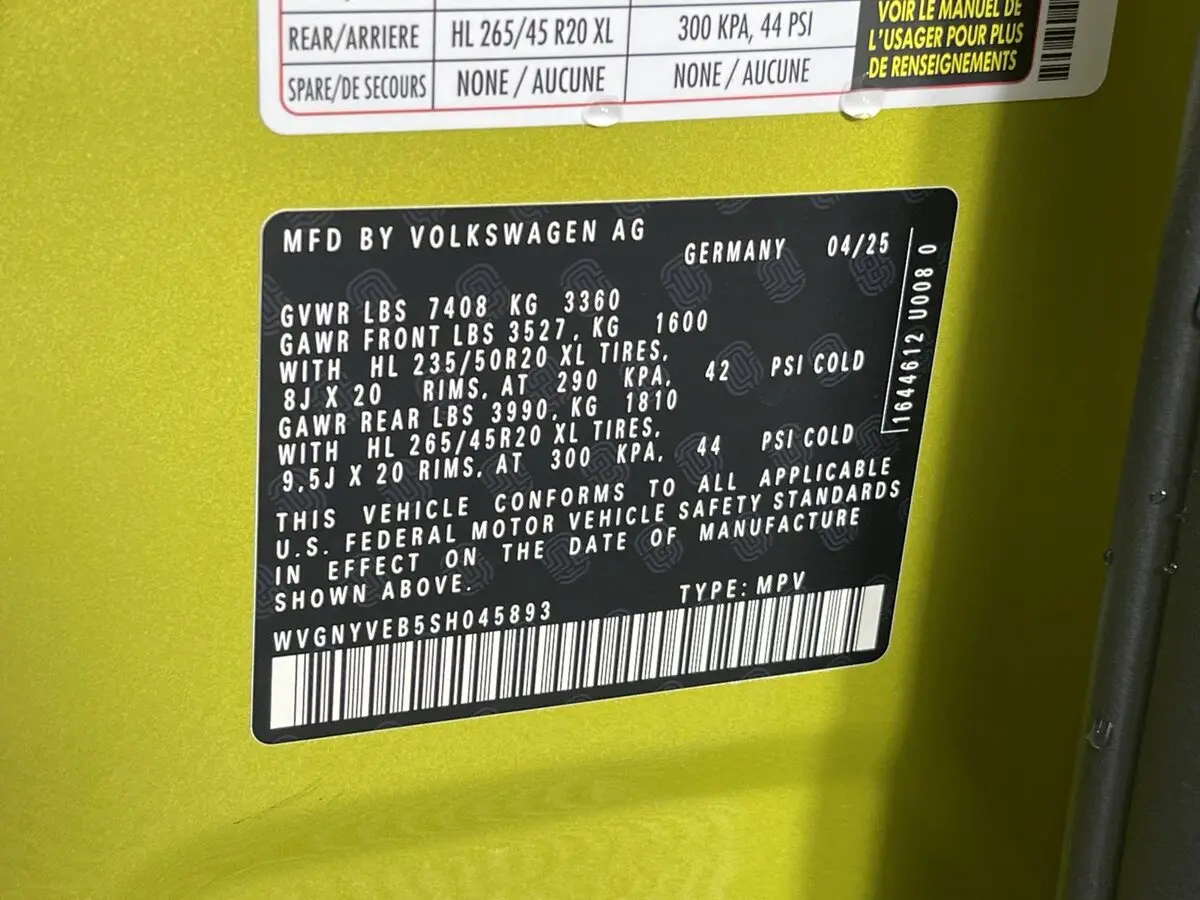 REAR/ARRIERE HL 265/45 R20 XL 300 KPA, 44 PSI
SPARE/DE SECOURS NONE / AUCUNE NONE / AUCUNE
VOIR LE MANUEL DE
L'USAGER POUR PLUS
DE RENSEIGNEMENTS
MFD BY VOLKSWAGEN AG
GERMANY 04/25
GVWR LBS 7408 KG 3360
GAWR FRONT LBS 3527, KG 1600
WITH HL 235/50R20 XL TIRES,
8J X 20 RIMS, AT 290 KPA, 42 PSI COLD
GAWR REAR LBS 3990, KG 1810
WITH HL 265/45R20 XL TIRES,
9,5J X 20 RIMS, AT 300 KPA, 44 PSI COLD
THIS VEHICLE CONFORMS TO ALL APPLICABLE
U.S. FEDERAL MOTOR VEHICLE SAFETY STANDARDS
IN EFFECT ON THE DATE OF MANUFACTURE
SHOWN ABOVE.
WVGNYVEB5SH045893 TYPE: MPV
1644612 U008 0